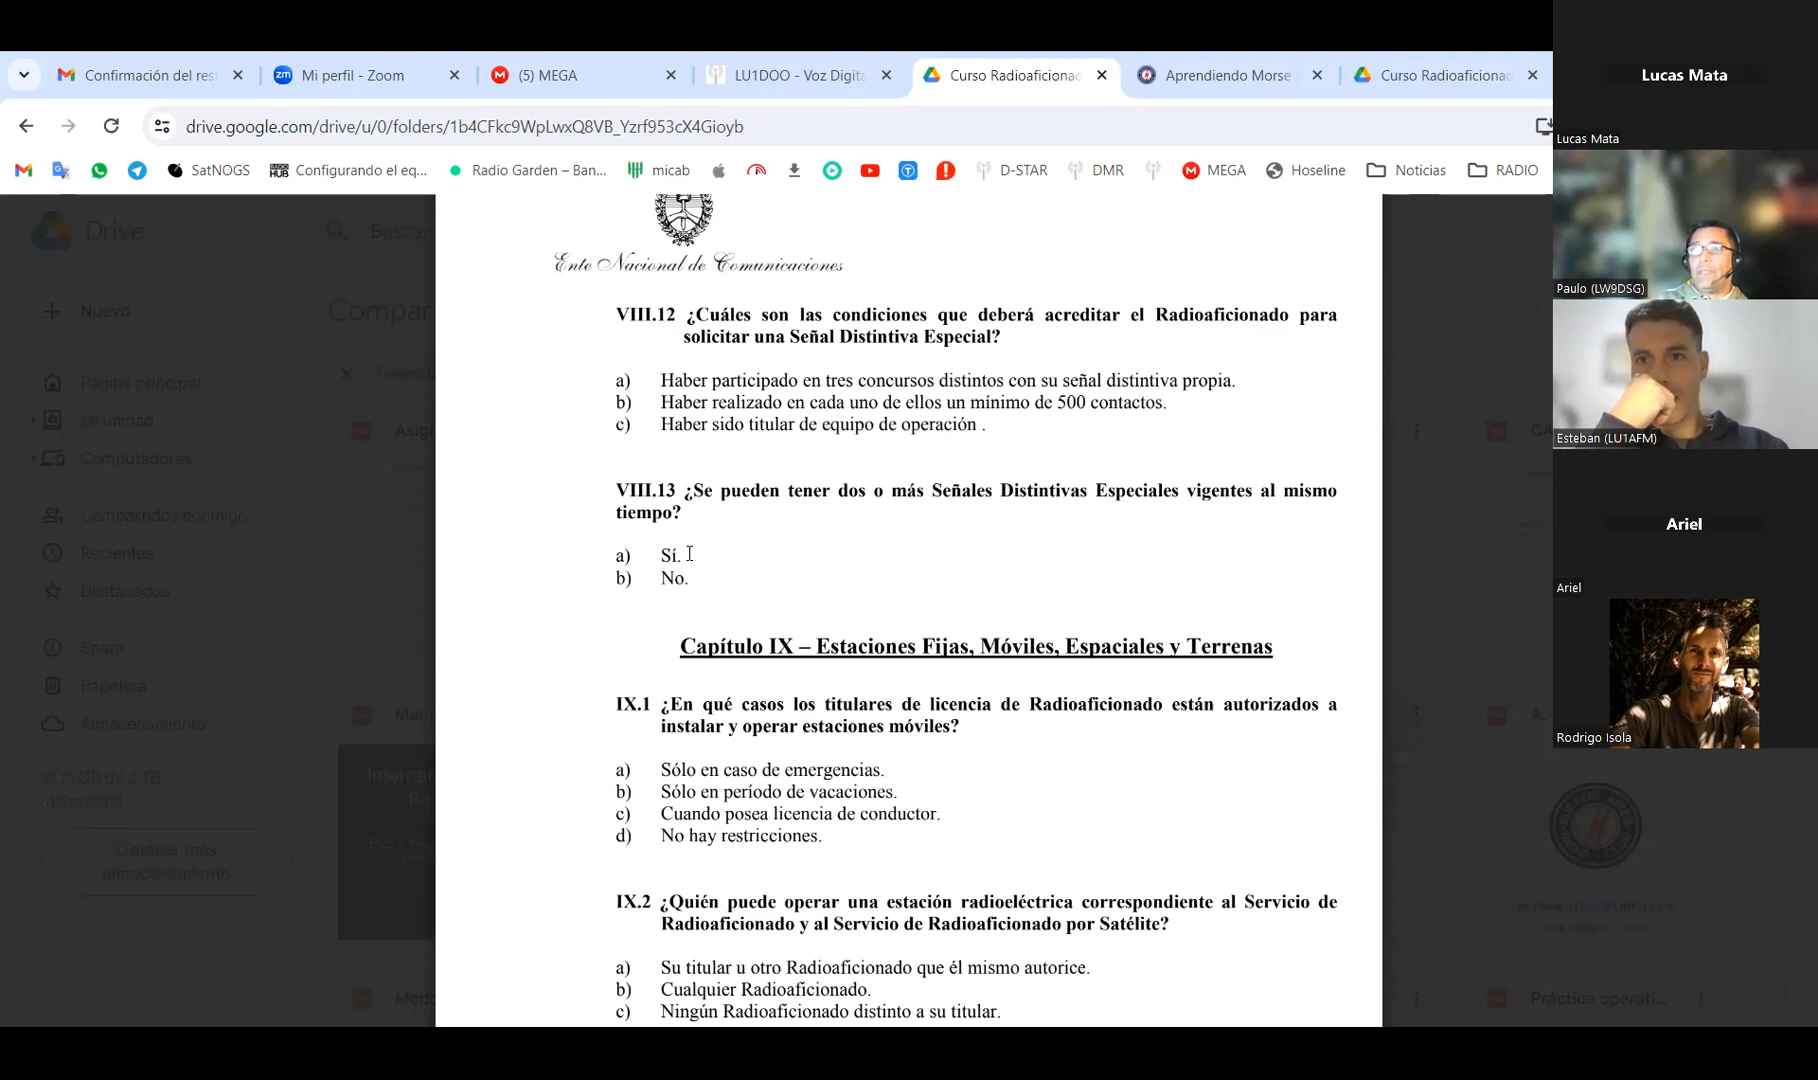 Confirmación del res
Mi perfil - Zoom
(5) MEGA
LU1DOO - Voz Digita
Curso Radioaficionad
Aprendiendo Morse
Curso Radioaficionad
drive.google.com/drive/u/0/folders/1b4CFkc9WpLwxQ8VB_Yzrf953cX4Gioyb
SatNOGS
Configurando el eq...
Radio Garden – Ban...
micab
D-STAR
DMR
MEGA
Hoseline
Noticias
RADIO
Drive
Buscar
Nuevo
Compar
Página principal
Mi unidad
Computadoras
Compartidos conmigo
Recientes
Destacados
Spam
Papelera
Almacenamiento
Obtener más
almacenamiento
Ente Nacional de Comunicaciones
VIII.12 ¿Cuáles son las condiciones que deberá acreditar el Radioaficionado para
solicitar una Señal Distintiva Especial?
a) Haber participado en tres concursos distintos con su señal distintiva propia.
b) Haber realizado en cada uno de ellos un mínimo de 500 contactos.
c) Haber sido titular de equipo de operación .
VIII.13 ¿Se pueden tener dos o más Señales Distintivas Especiales vigentes al mismo
tiempo?
a) Sí.
b) No.
Capítulo IX – Estaciones Fijas, Móviles, Espaciales y Terrenas
IX.1 ¿En qué casos los titulares de licencia de Radioaficionado están autorizados a
instalar y operar estaciones móviles?
a) Sólo en caso de emergencias.
b) Sólo en período de vacaciones.
c) Cuando posea licencia de conductor.
d) No hay restricciones.
IX.2 ¿Quién puede operar una estación radioeléctrica correspondiente al Servicio de
Radioaficionado y al Servicio de Radioaficionado por Satélite?
a) Su titular u otro Radioaficionado que él mismo autorice.
b) Cualquier Radioaficionado.
c) Ningún Radioaficionado distinto a su titular.
Práctica operati...
Lucas Mata
Lucas Mata
Paulo (LW9DSG)
Esteban (LU1AFM)
Ariel
Ariel
Rodrigo Isola